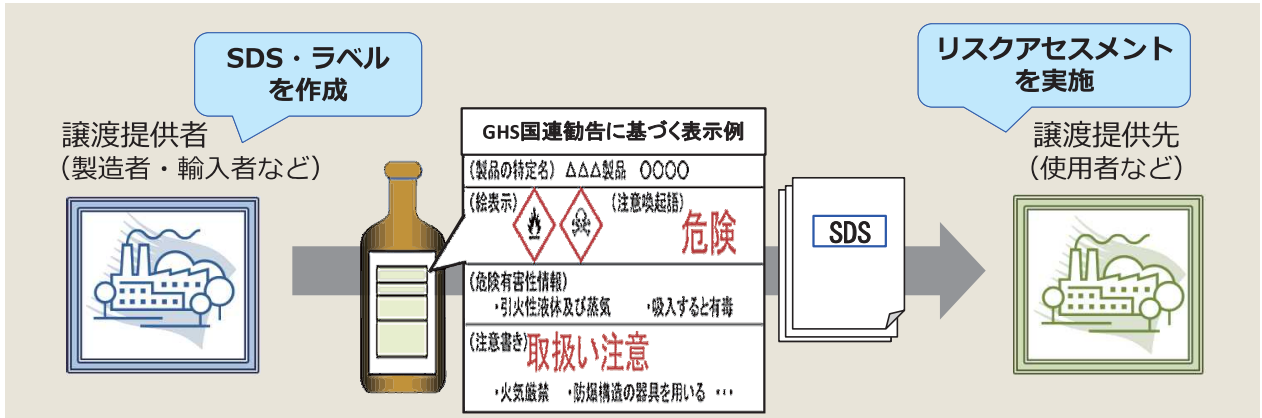 SDS・ラベル
を作成
譲渡提供者
（製造者・輸入者など）
GHS国連勧告に基づく表示例
（製品の特定名） △△△製品　○○○○
（絵表示）
（注意喚起語）
危険
（危険有害性情報）
・引火性液体及び蒸気　・吸入すると有毒
（注意書き）取扱い注意
・火気厳禁　・防爆構造の器具を用いる　…
SDS
リスクアセスメント
を実施
譲渡提供先
（使用者など）